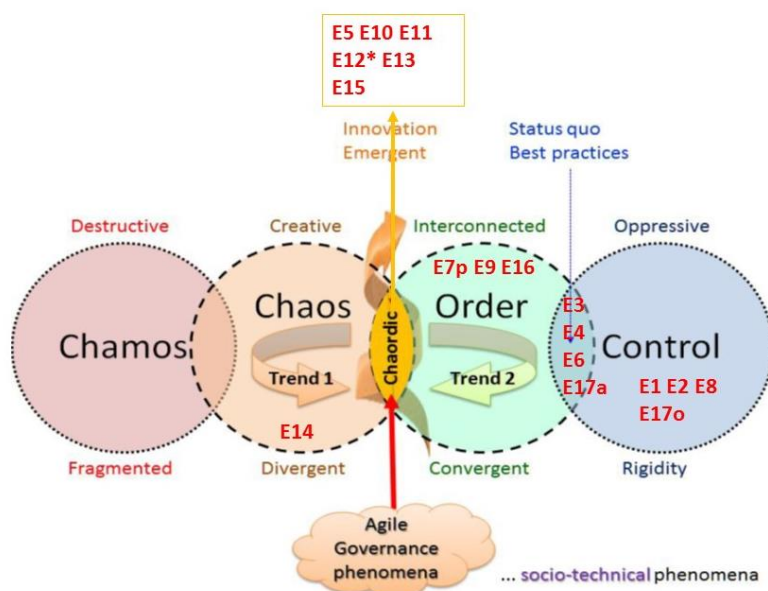 E5 E10 E11
E12* E13
E15
Innovation
Emergent
Status quo
Best practices
Destructive
Creative
Interconnected
Oppressive
E7p E9 E16
Chamos
Chaos
Chaordic
Order
Control
E3
E4
E6
E17a
E1 E2 E8
E17o
Trend 1
Trend 2
E14
Fragmented
Divergent
Convergent
Rigidity
Agile
Governance
phenomena
... socio-technical phenomena